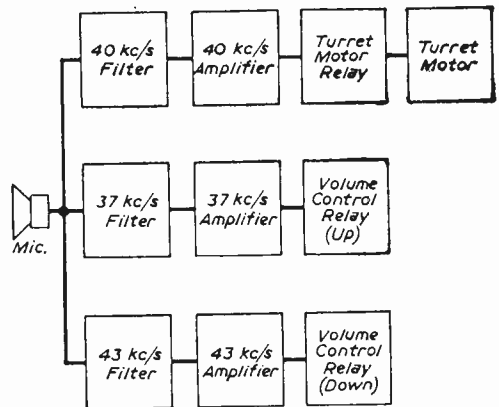 40 kc/s
Filter
40 kc/s
Amplifier
Turret
Motor
Relay
Turret
Motor
Mic.
37 kc/s
Filter
37 kc/s
Amplifier
Volume
Control
Relay
(Up)
43 kc/s
Filter
43 kc/s
Amplifier
Volume
Control
Relay
(Down)